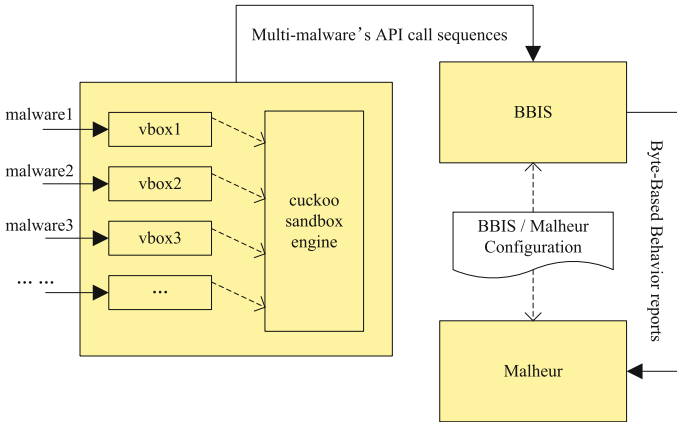 Multi-malware’s API call sequences
malware1
vbox1
malware2
vbox2
malware3
vbox3
... ...
...
cuckoo
sandbox
engine
BBIS
BBIS / Malheur
Configuration
Malheur
Byte-Based Behavior reports